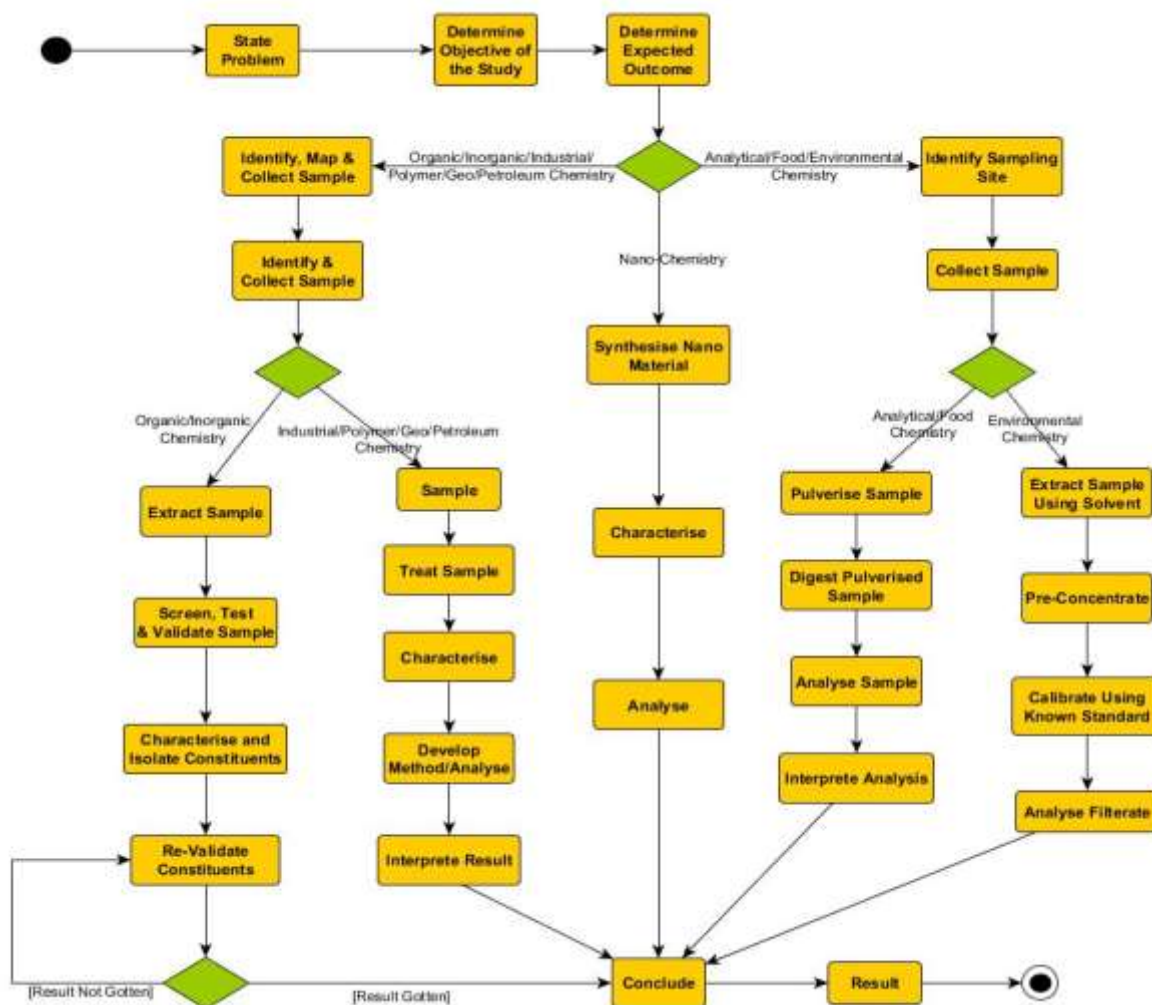 State
Problem
Determine
Objective of
the Study
Determine
Expected
Outcome
Identify, Map &
Collect Sample
Organic/Inorganic/Industrial/
Polymer/Geo/Petroleum Chemistry
Analytical/Food/Environmental
Chemistry
Identify Sampling
Site
Identify &
Collect Sample
Nano-Chemistry
Collect Sample
Synthesise Nano
Material
Organic/Inorganic
Chemistry
Industrial/Polymer/Geo/Petroleum
Chemistry
Analytical/Food
Chemistry
Environmental
Chemistry
Extract Sample
Sample
Pulverise Sample
Extract Sample
Using Solvent
Characterise
Treat Sample
Digest Pulverised
Sample
Pre-Concentrate
Screen, Test
& Validate Sample
Characterise
Analyse Sample
Analyse
Calibrate Using
Known Standard
Characterise and
Isolate Constituents
Develop
Method/Analyse
Interprete Analysis
Analyse Filterate
Re-Validate
Constituents
Interprete Result
[Result Not Gotten]
[Result Gotten]
Conclude
Result